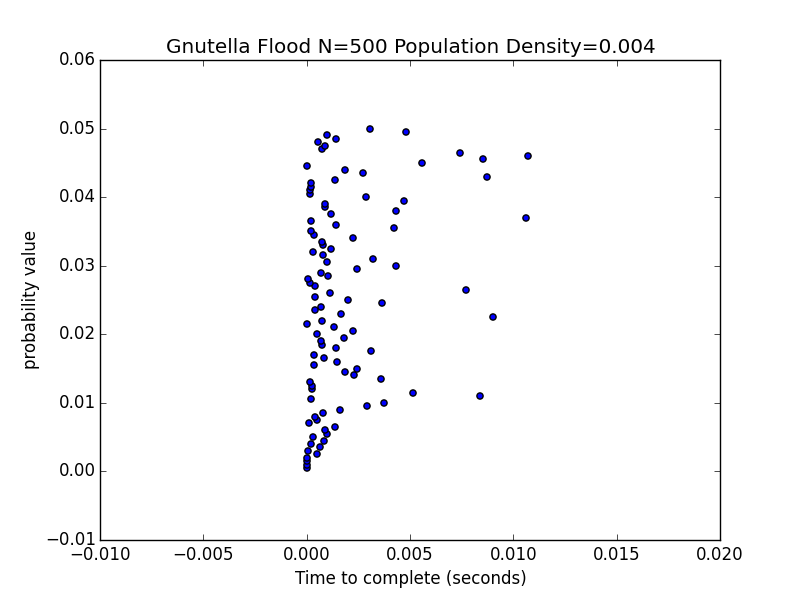 Gnutella Flood N=500 Population Density=0.004
0.06
0.05
0.04
0.03
0.02
0.01
0.00
−0.01
probability value
−0.010 −0.005 0.000 0.005 0.010 0.015 0.020
Time to complete (seconds)